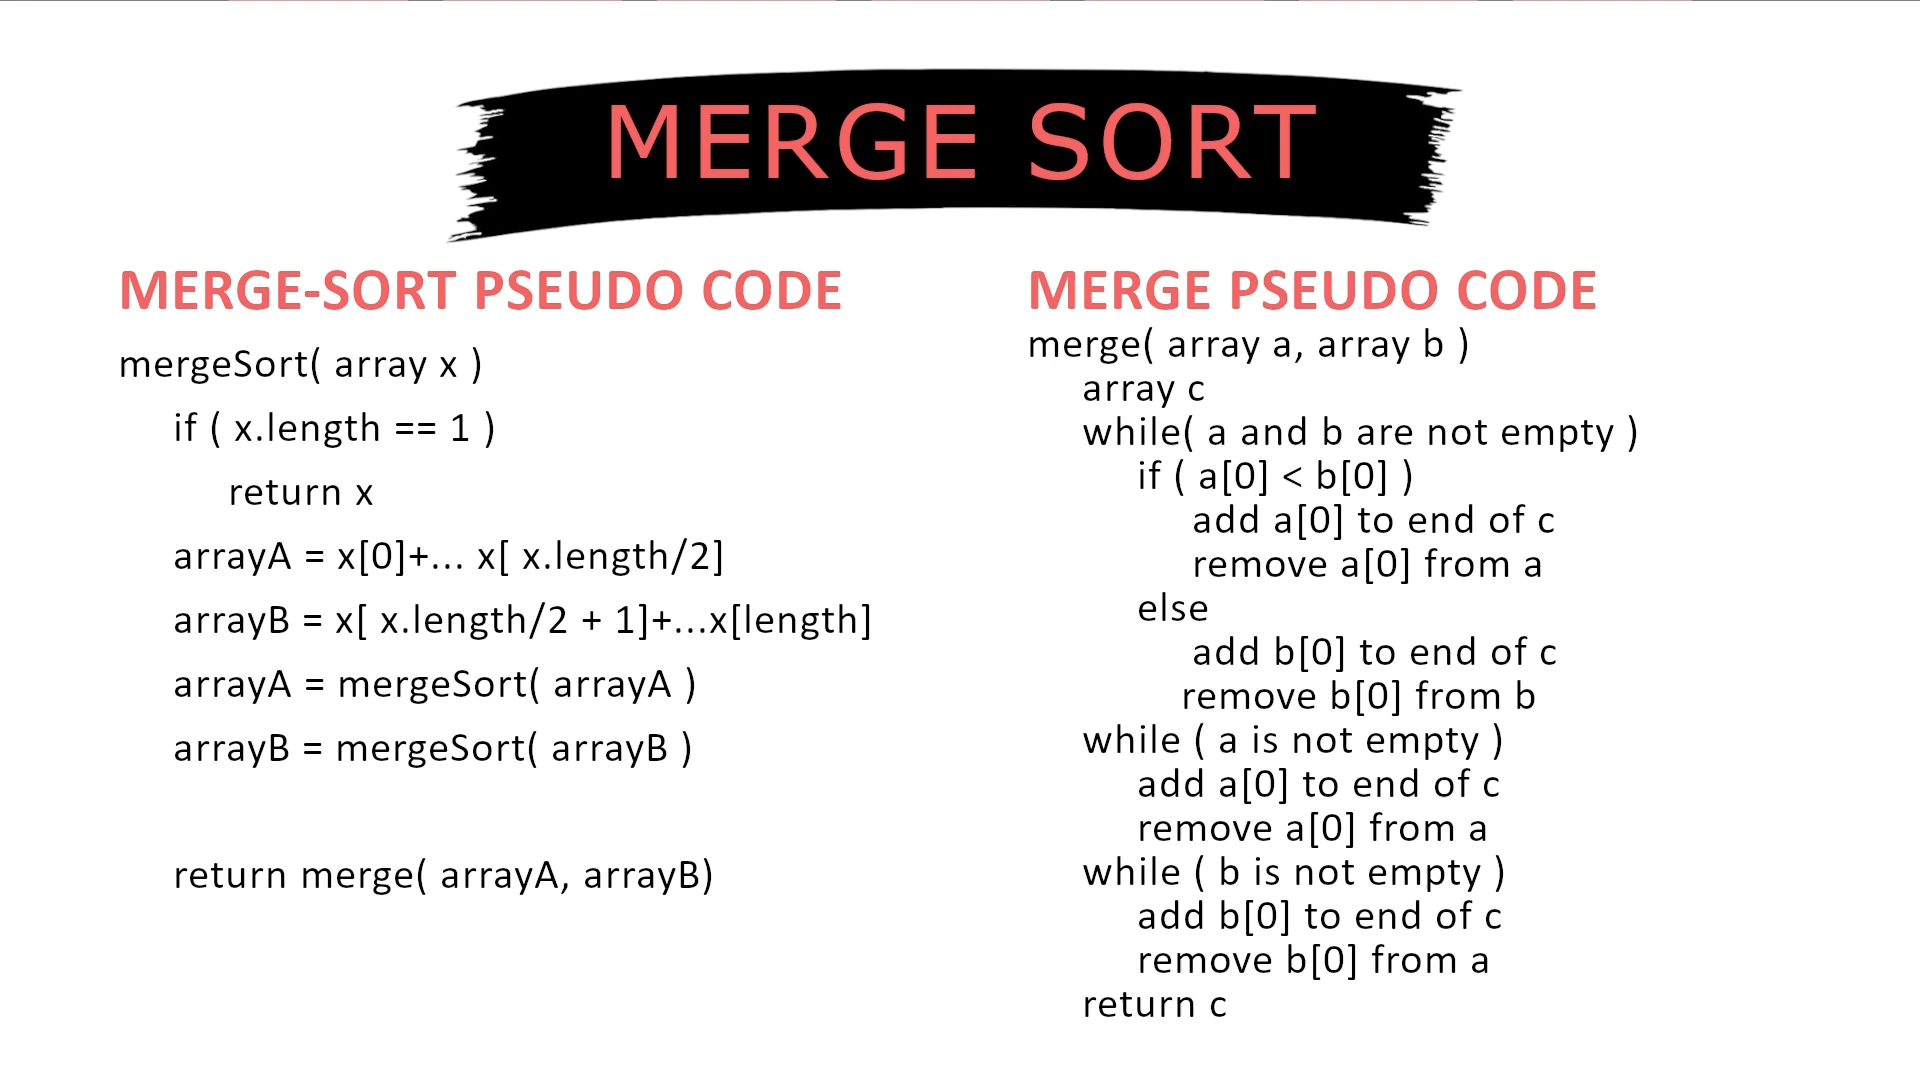 MERGE SORT
MERGE-SORT PSEUDO CODE
mergeSort( array x )
if ( x.length == 1 )
return x
arrayA = x[0]+... x[ x.length/2]
arrayB = x[ x.length/2 + 1]+...x[length]
arrayA = mergeSort( arrayA )
arrayB = mergeSort( arrayB )
return merge( arrayA, arrayB)
MERGE PSEUDO CODE
merge( array a, array b )
array c
while( a and b are not empty )
if ( a[0] < b[0] )
add a[0] to end of c
remove a[0] from a
else
add b[0] to end of c
remove b[0] from b
while ( a is not empty )
add a[0] to end of c
remove a[0] from a
while ( b is not empty )
add b[0] to end of c
remove b[0] from a
return c